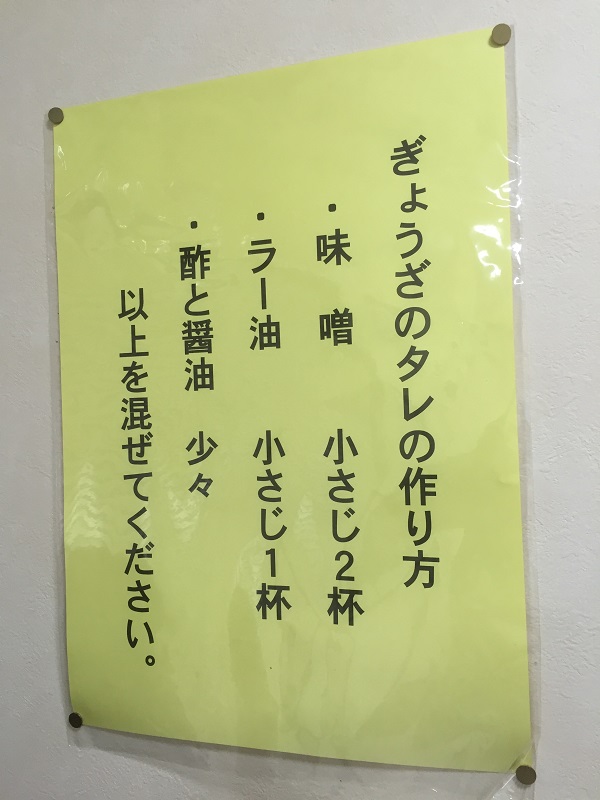 ぎょうざのタレの作り方
・味　噌　　小さじ２杯
・ラー油　　小さじ１杯
・酢と醤油　少々
以上を混ぜてください。